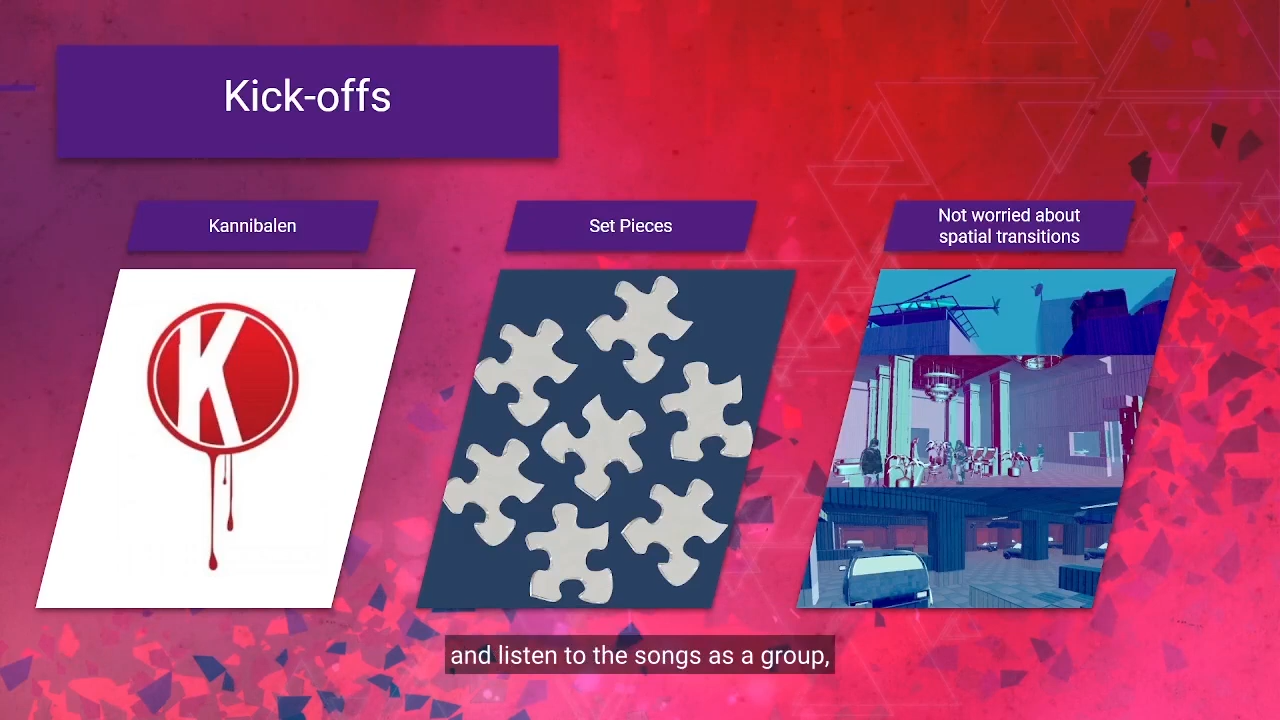 Kick-offs
Kannibalen
Set Pieces
Not worried about
spatial transitions
K
and listen to the songs as a group,